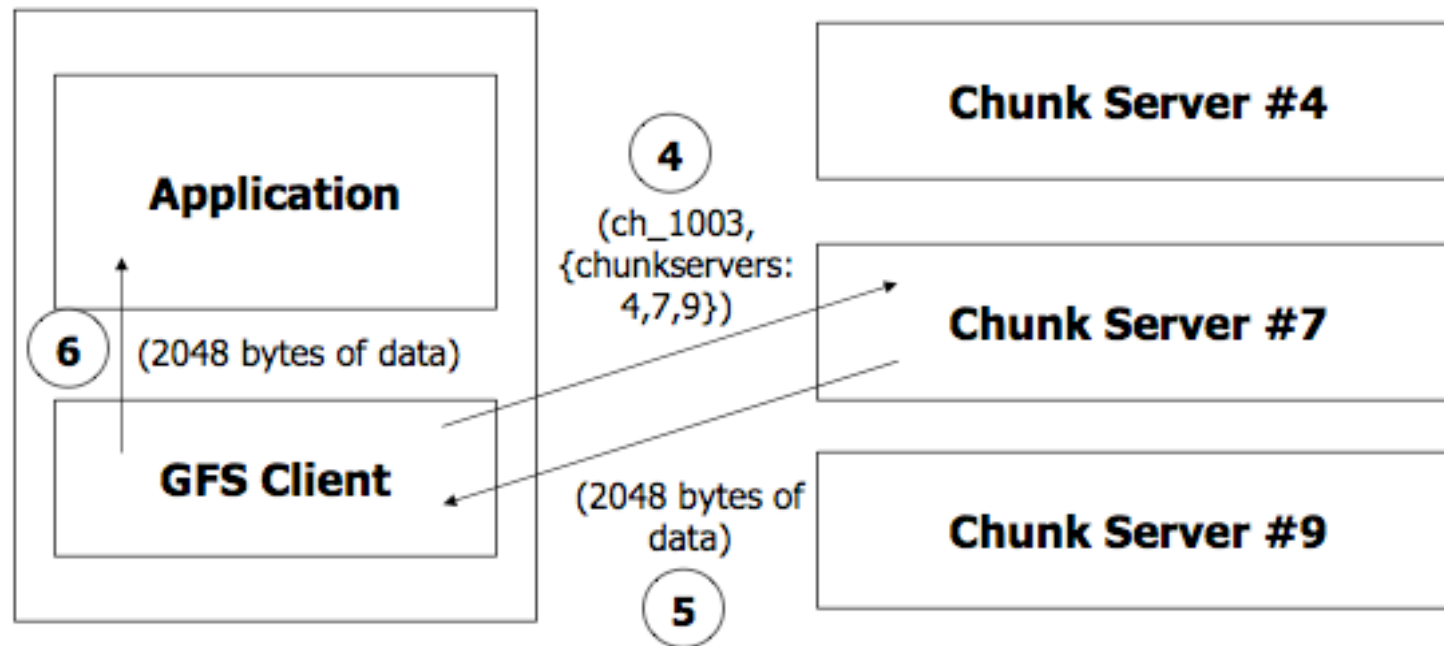 Application
6
(2048 bytes of data)
GFS Client
4
(ch_1003,
{chunkservers:
4,7,9})
(2048 bytes of
data)
5
Chunk Server #4
Chunk Server #7
Chunk Server #9